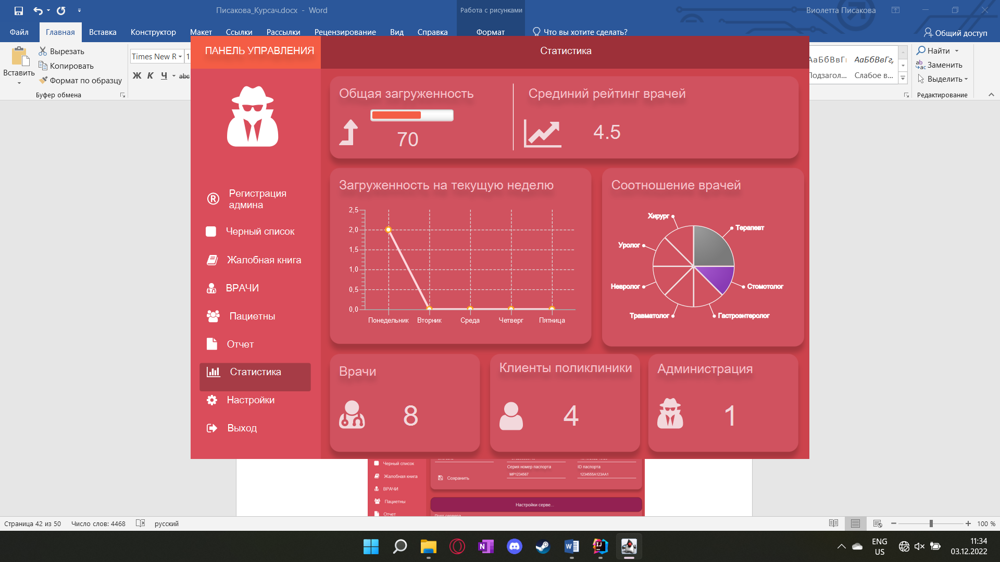 Писакова_Курсач.docx - Word
Работа с рисунками
Виолетта Писакова
Файл
Главная
Вставка
Конструктор
Макет
Ссылки
Рассылки
Рецензирование
Вид
Справка
Формат
Что вы хотите сделать?
Общий доступ
Вставить
Вырезать
Копировать
Формат по образцу
Буфер обмена
Times New R
Ж К Ч abc
АаБбВвГг,
Подзагол...
Слабое в...
Найти
Заменить
Выделить
Редактирование
ПАНЕЛЬ УПРАВЛЕНИЯ
Статистика
Регистрация
админа
Черный список
Жалобная книга
ВРАЧИ
Пациетны
Отчет
Статистика
Настройки
Выход
Общая загруженность
70
Срединий рейтинг врачей
4.5
Загруженность на текущую неделю
2,5
2,0
1,5
1,0
0,5
0,0
Понедельник
Вторник
Среда
Четверг
Пятница
Соотношение врачей
Хирург
Терапевт
Уролог
Невролог
Стомотолог
Травматолог
Гастроэнтеролог
Врачи
8
Клиенты поликлиники
4
Администрация
1
Черный список
Жалобная книга
ВРАЧИ
Пациетны
Отчет
Сохранить
Серия номер паспорта
MP1234567
ID паспорта
1234555A123AA1
Настройки серве...
Страница 42 из 50
Число слов: 4468
русский
100 %
ENG
US
11:34
03.12.2022